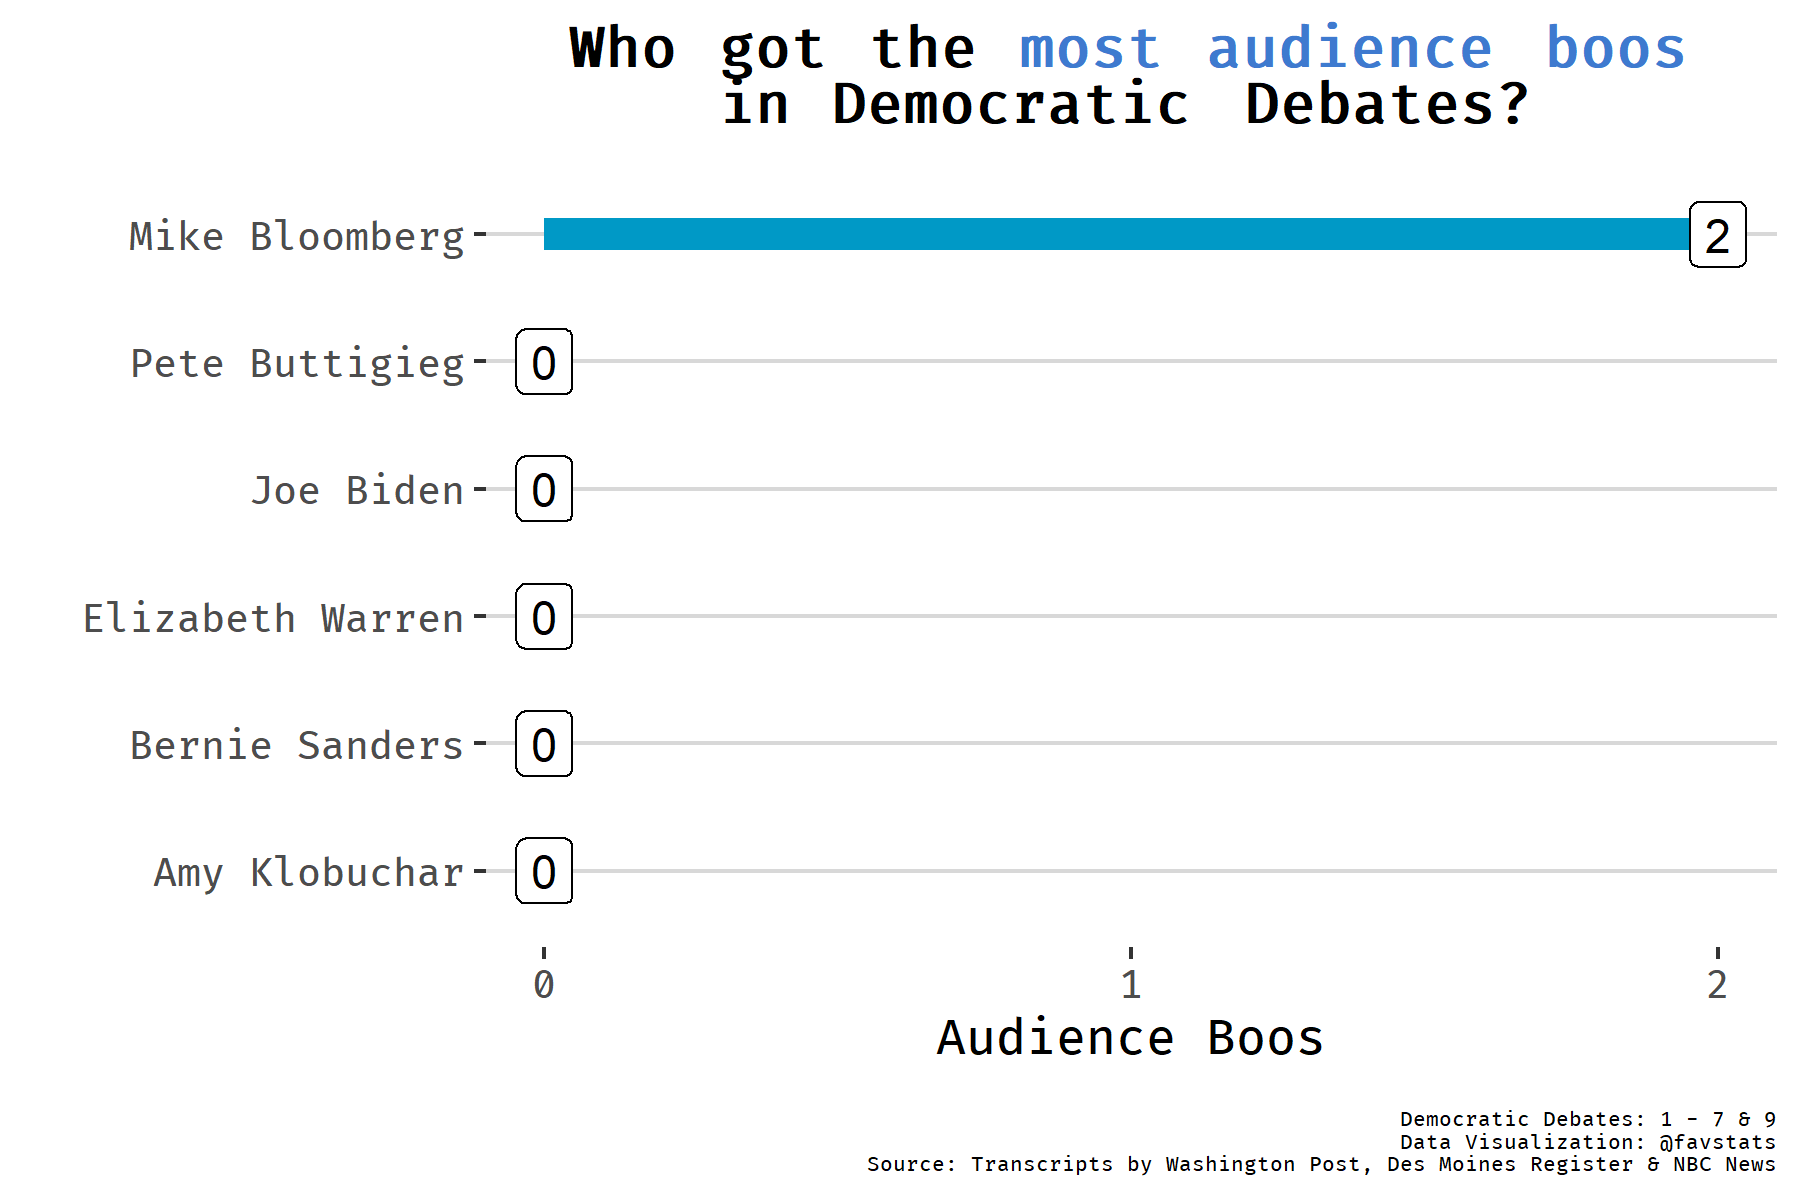 Who got the most audience boos
in Democratic Debates?
Mike Bloomberg
2
Pete Buttigieg
0
Joe Biden
0
Elizabeth Warren
0
Bernie Sanders
0
Amy Klobuchar
0
0 1 2
Audience Boos
Democratic Debates: 1 - 7 & 9
Data Visualization: @favstats
Source: Transcripts by Washington Post, Des Moines Register & NBC News